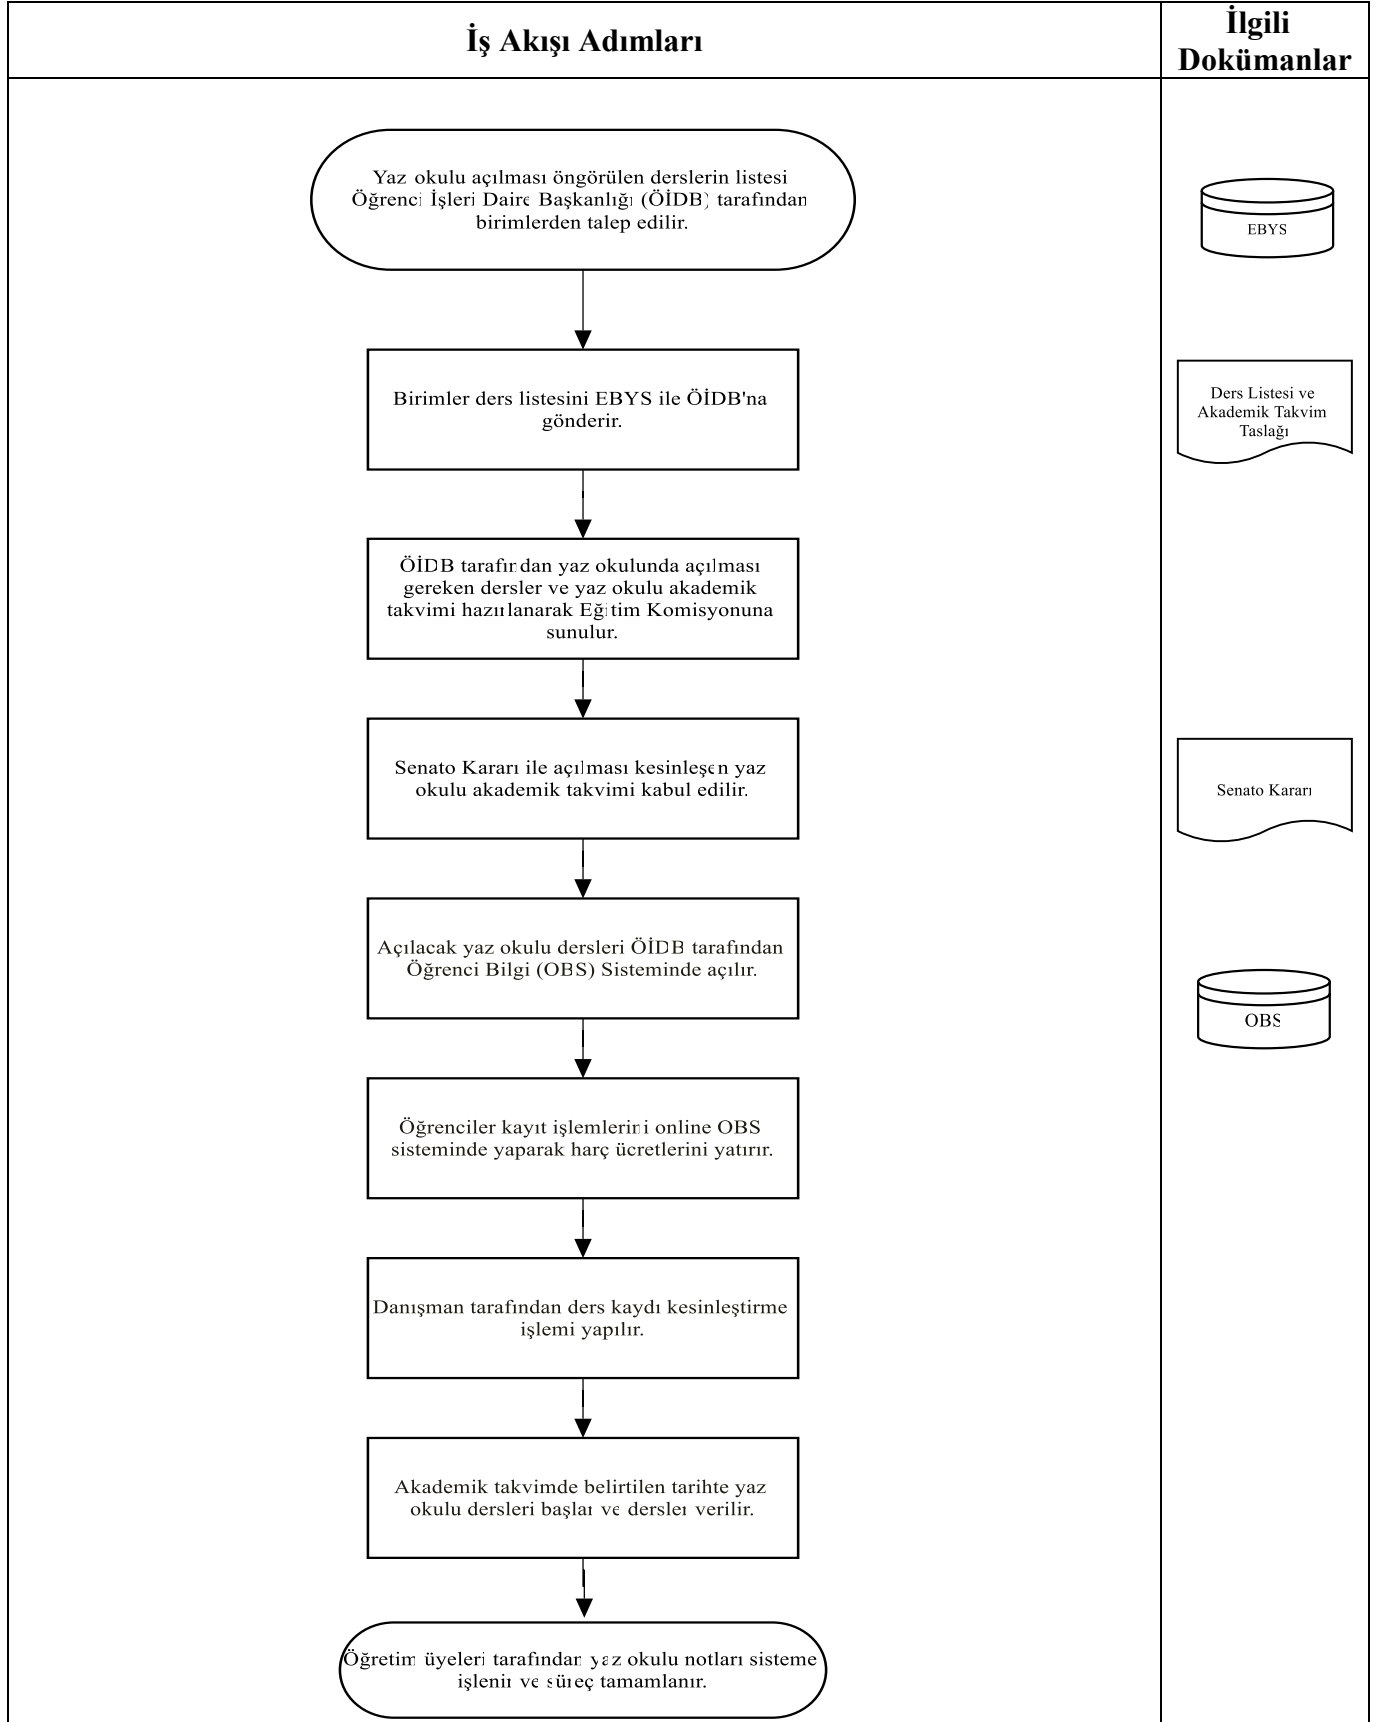 İş Akışı Adımları
İlgili
Dokümanlar
Yaz okulu açılması öngörülen derslerin listesi
Öğrenci İşleri Daire Başkanlığı (ÖİDB) tarafından
birimlerden talep edilir.
EBYS
Birimler ders listesini EBYS ile ÖİDB'na
gönderir.
Ders Listesi ve
Akademik Takvim
Taslağı
ÖİDB tarafından yaz okulunda açılması
gereken dersler ve yaz okulu akademik
takvimi hazırlanarak Eğitim Komisyonuna
sunulur.
Senato Kararı ile açılması kesinleşen yaz
okulu akademik takvimi kabul edilir.
Senato Kararı
Açılacak yaz okulu dersleri ÖİDB tarafından
Öğrenci Bilgi (OBS) Sisteminde açılır.
OBS
Öğrenciler kayıt işlemlerini online OBS
sisteminde yaparak harç ücretlerini yatırır.
Danışman tarafından ders kaydı kesinleştirme
işlemi yapılır.
Akademik takvimde belirtilen tarihte yaz
okulu dersleri başlar ve dersler verilir.
Öğretim üyeleri tarafından yaz okulu notları sisteme
işlenir ve süreç tamamlanır.